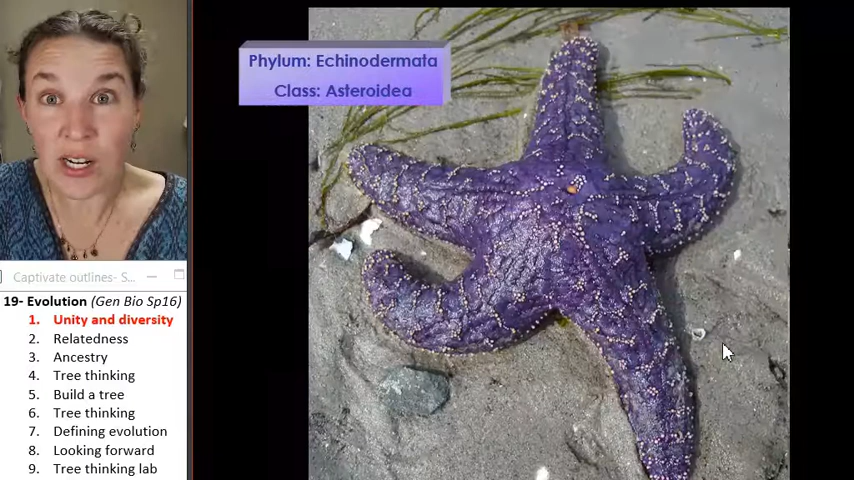 Phylum: Echinodermata
Class: Asteroidea
Captivate outlines- S...
19- Evolution (Gen Bio Sp16)
1. Unity and diversity
2. Relatedness
3. Ancestry
4. Tree thinking
5. Build a tree
6. Tree thinking
7. Defining evolution
8. Looking forward
9. Tree thinking lab